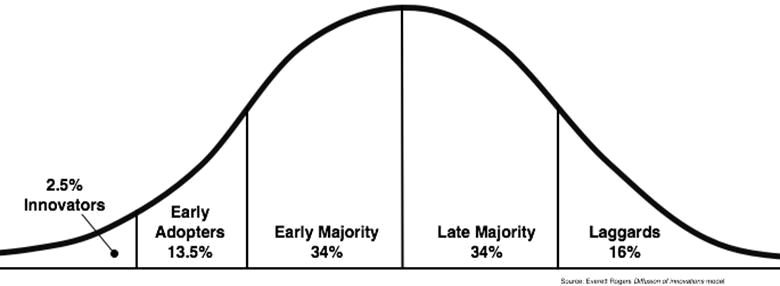 2.5%
Innovators
Early
Adopters
13.5%
Early Majority
34%
Late Majority
34%
Laggards
16%
Source: Everett Rogers Diffusion of innovations model